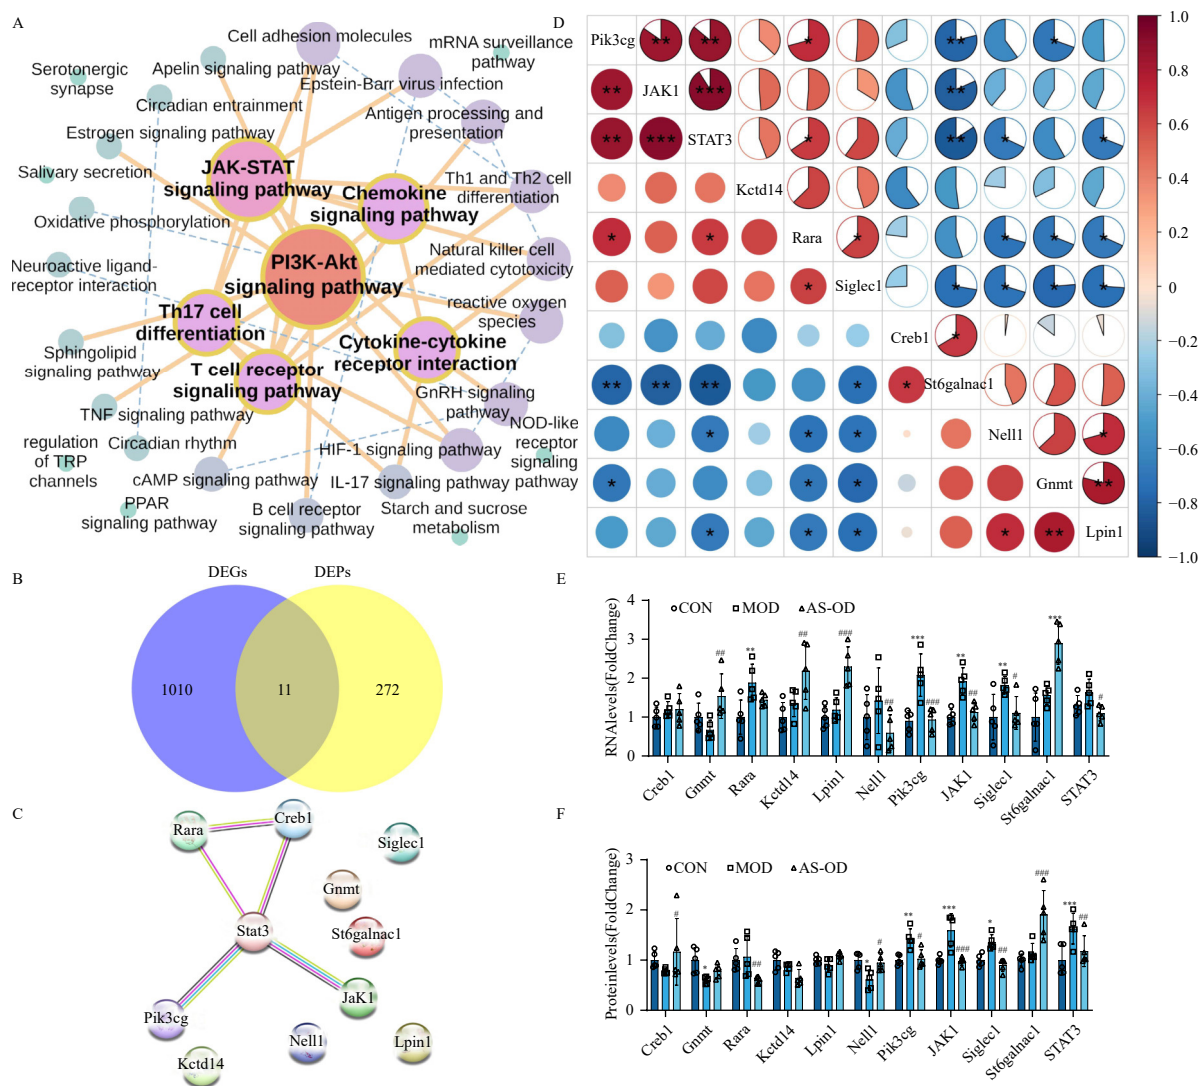 A
Cell adhesion molecules
mRNA surveillance
pathway
Serotonergic
synapse
Apelin signaling pathway
Epstein-Barr virus infection
Circadian entrainment
Antigen processing and
presentation
Estrogen signaling pathway
JAK-STAT
signaling pathway
Salivary secretion
Chemokine
signaling pathway
Th1 and Th2 cell
differentiation
Oxidative phosphorylation
Natural killer cell
mediated cytotoxicity
PI3K-Akt
signaling pathway
Neuroactive ligand-
receptor interaction
reactive oxygen
species
Th17 cell
differentiation
Cytokine-cytokine
receptor interaction
Sphingolipid
signaling pathway
T cell receptor
signaling pathway
GnRH signaling
pathway
TNF signaling pathway
NOD-like
receptor
signaling
pathway
regulation
of TRP
channels
Circadian rhythm
HIF-1 signaling pathway
cAMP signaling pathway
IL-17 signaling pathway
PPAR
signaling pathway
B cell receptor
signaling pathway
Starch and sucrose
metabolism
D
Pik3cg ** ** * ** *
** JAK1 *** **
** *** STAT3 * ** * *
Kctd14
* * Rara * * * *
* Siglec1 * * * *
Creb1 *
** ** ** * * St6galnac1
* * * Nell1 *
* * * Gnmt **
* * * * ** Lpin1
1.0
0.8
0.6
0.4
0.2
0
−0.2
−0.4
−0.6
−0.8
−1.0
B
DEGs
DEPs
1010
11
272
C
Rara
Creb1
Siglec1
Gnmt
Stat3
St6galnac1
JaK1
Pik3cg
Nell1
Lpin1
Kctd14
E
CON MOD AS-OD
RNAlevels(FoldChange)
4
3
2
1
0
## ** ## ### ## *** ### ** ## ** # *** #
Creb1
Gnmt
Rara
Kctd14
Lpin1
Nell1
Pik3cg
JAK1
Siglec1
St6galnac1
STAT3
F
CON MOD AS-OD
Proteinlevels(FoldChange)
3
2
1
0
# * ## * # ** # *** ### * ## ### *** ##
Creb1
Gnmt
Rara
Kctd14
Lpin1
Nell1
Pik3cg
JAK1
Siglec1
St6galnac1
STAT3